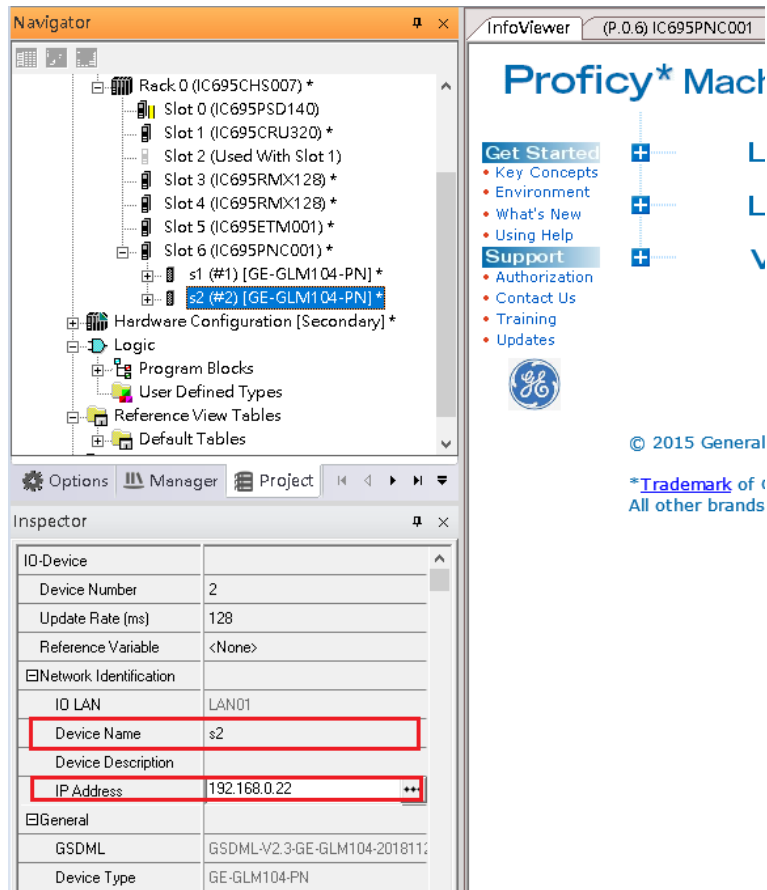 Navigator
Rack 0 (IC695CHS007) *
Slot 0 (IC695PSD140)
Slot 1 (IC695CRU320) *
Slot 2 (Used With Slot 1)
Slot 3 (IC695RMX128) *
Slot 4 (IC695RMX128) *
Slot 5 (IC695ETM001) *
Slot 6 (IC695PNC001) *
s1 (#1) [GE-GLM104-PN] *
s2 (#2) [GE-GLM104-PN] *
Hardware Configuration [Secondary] *
Logic
Program Blocks
User Defined Types
Reference View Tables
Default Tables
Options Manager Project
Inspector
IO-Device
Device Number 2
Update Rate (ms) 128
Reference Variable <None>
Network Identification
IO LAN LAN01
Device Name s2
Device Description
IP Address 192.168.0.22
General
GSDML GSDML-V2.3-GE-GLM104-2018112
Device Type GE-GLM104-PN
InfoViewer (P.0.6) IC695PNC001
Proficy* Mach
Get Started
• Key Concepts
• Environment
• What's New
• Using Help
Support
• Authorization
• Contact Us
• Training
• Updates
L
L
V
GE
© 2015 General
*Trademark of G
All other brands